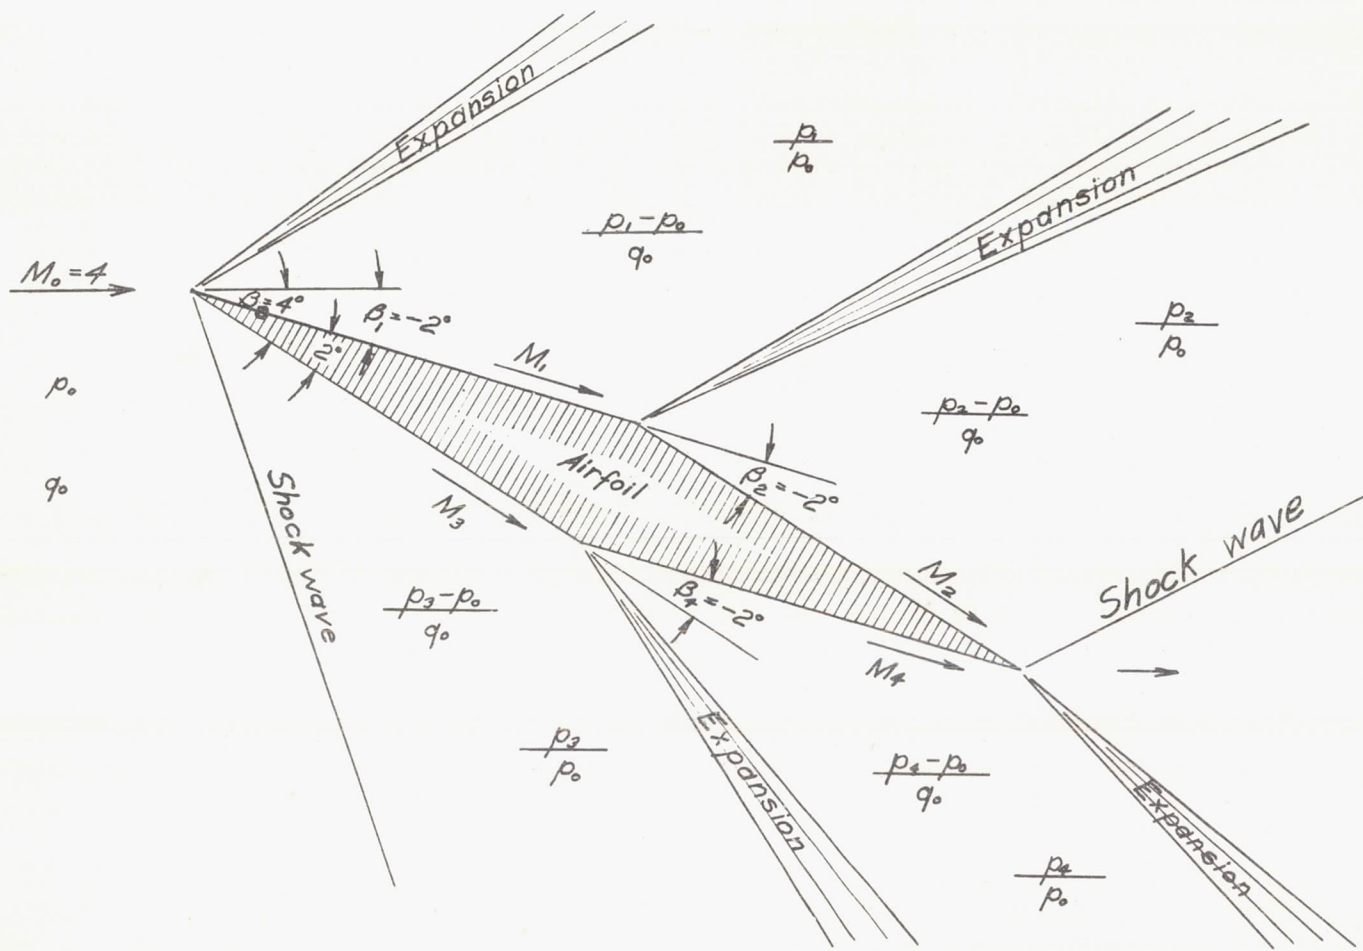 Expansion
p₁/p₀
p₁-p₀/q₀
Expansion
M₀=4
p₀
q₀
4°
β₁=-2°
2°
M₁
p₂/p₀
p₂-p₀/q₀
Airfoil
β₂=-2°
M₃
Shock wave
M₂
Shock wave
p₃-p₀/q₀
β₄=-2°
M₄
p₃/p₀
Expansion
p₄-p₀/q₀
Expansion
p₄/p₀